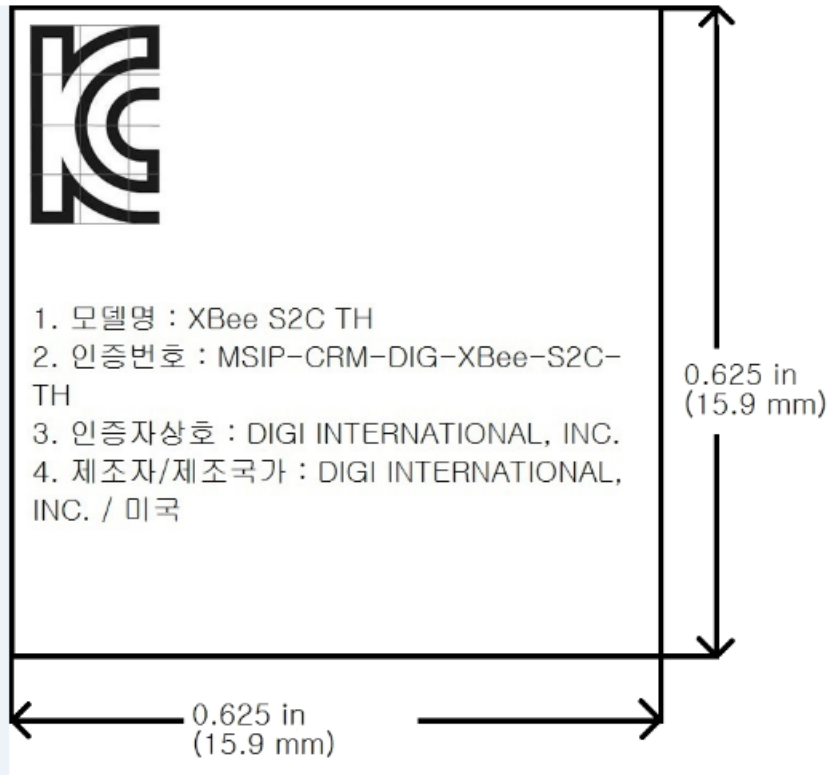 KC
1. 모델명 : XBee S2C TH
2. 인증번호 : MSIP-CRM-DIG-XBee-S2C-
TH
3. 인증자상호 : DIGI INTERNATIONAL, INC.
4. 제조자/제조국가 : DIGI INTERNATIONAL,
INC. / 미국
0.625 in
(15.9 mm)
0.625 in
(15.9 mm)